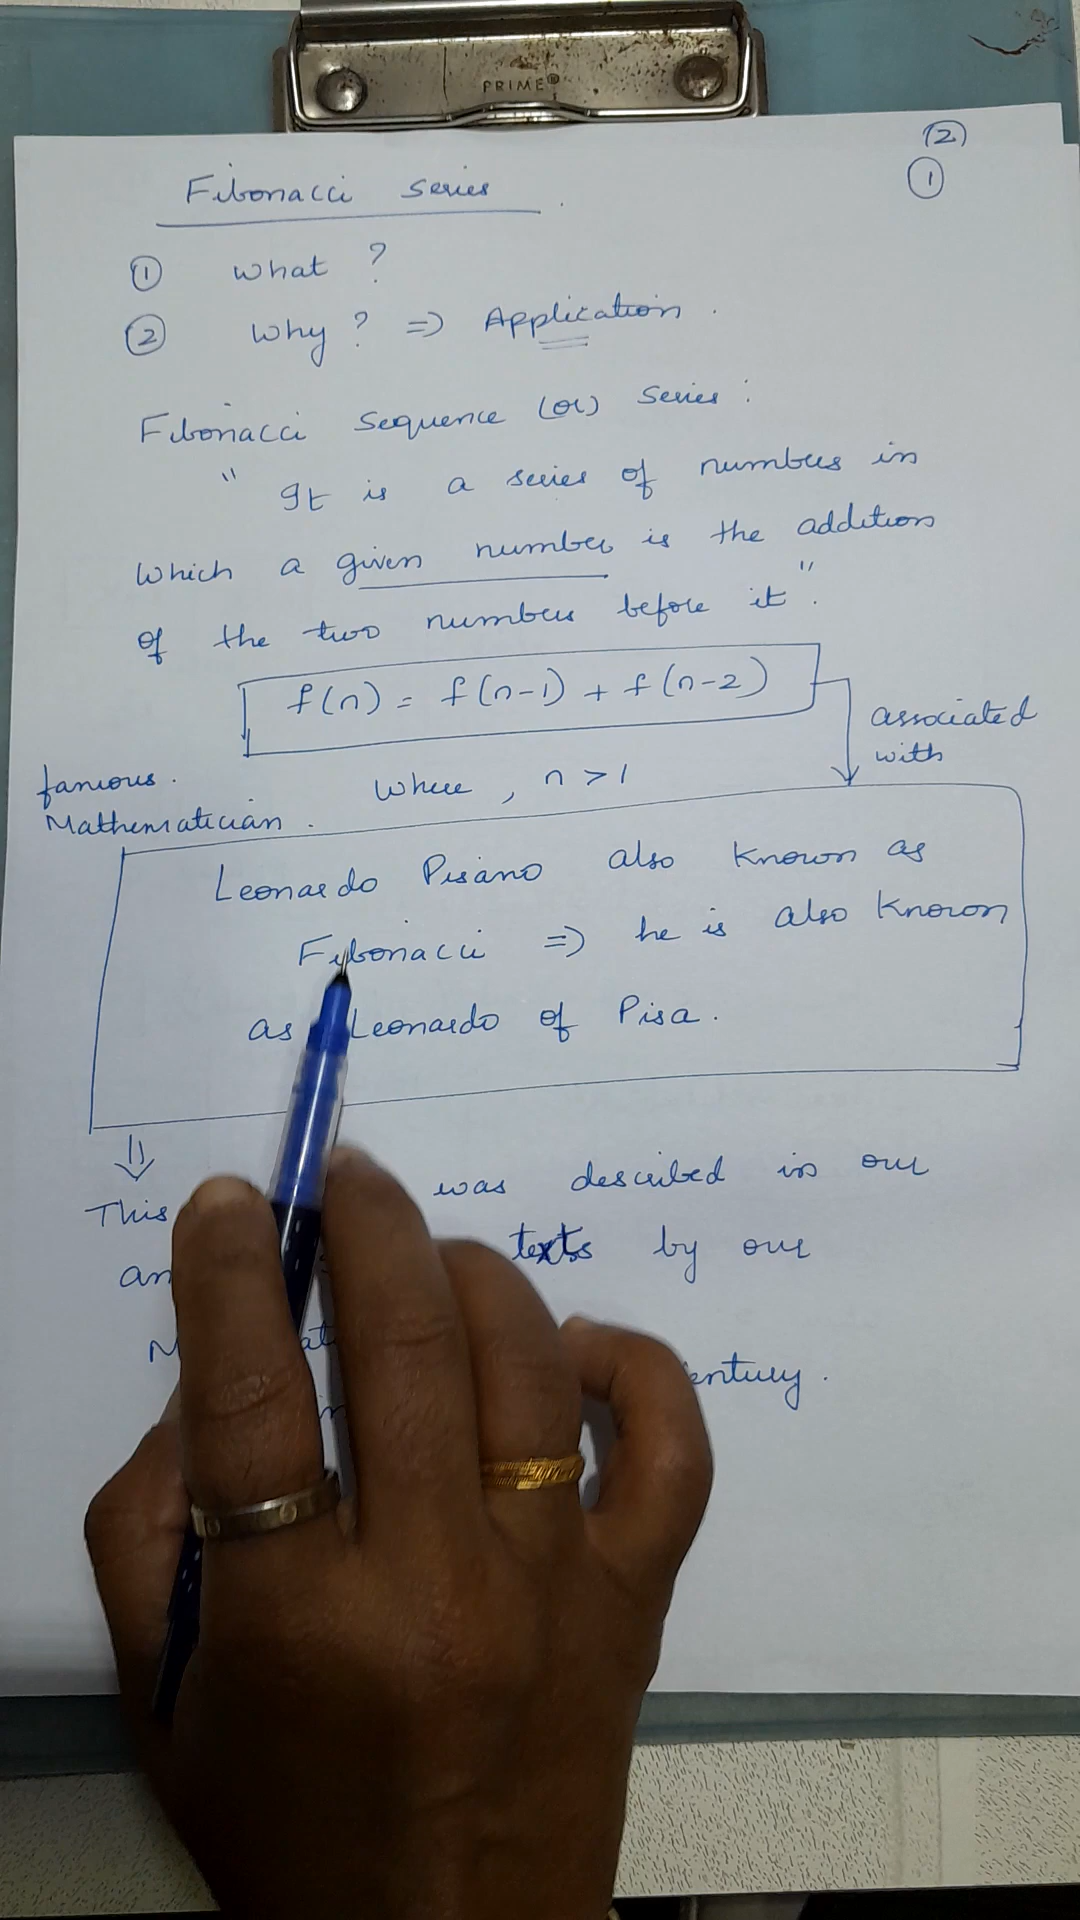 PRIME®
(2)
1
Fibonacci Series
1 What ?
2 Why ? => Application.
Fibonacci Sequence (or) Series :
" It is a series of numbers in
which a given number is the addition
of the two numbers before it".
f(n) = f(n-1) + f(n-2)
associated
with
where, n > 1
famous.
Mathematician.
Leonardo Pisano also known as
Fibonacci => he is also known
as Leonardo of Pisa.
This was described in our
texts by our